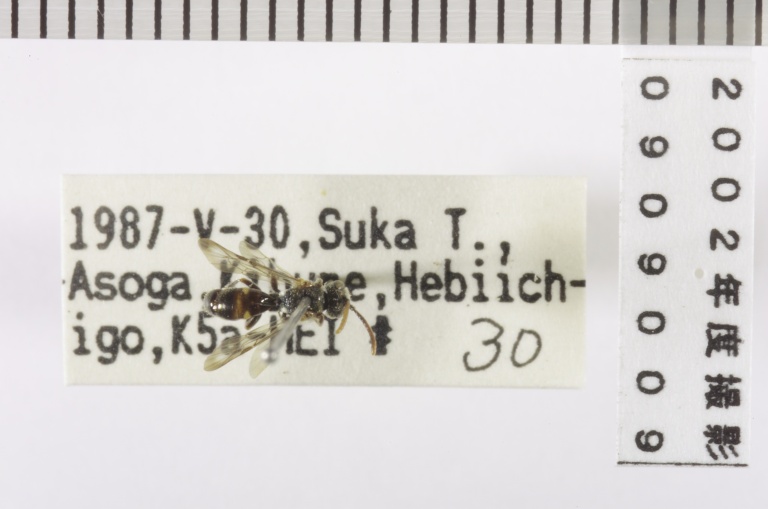 1987-V-30,Suka T.,
Asoga Hebiich-
igo,K5a
30
2002年度撮影
0909009